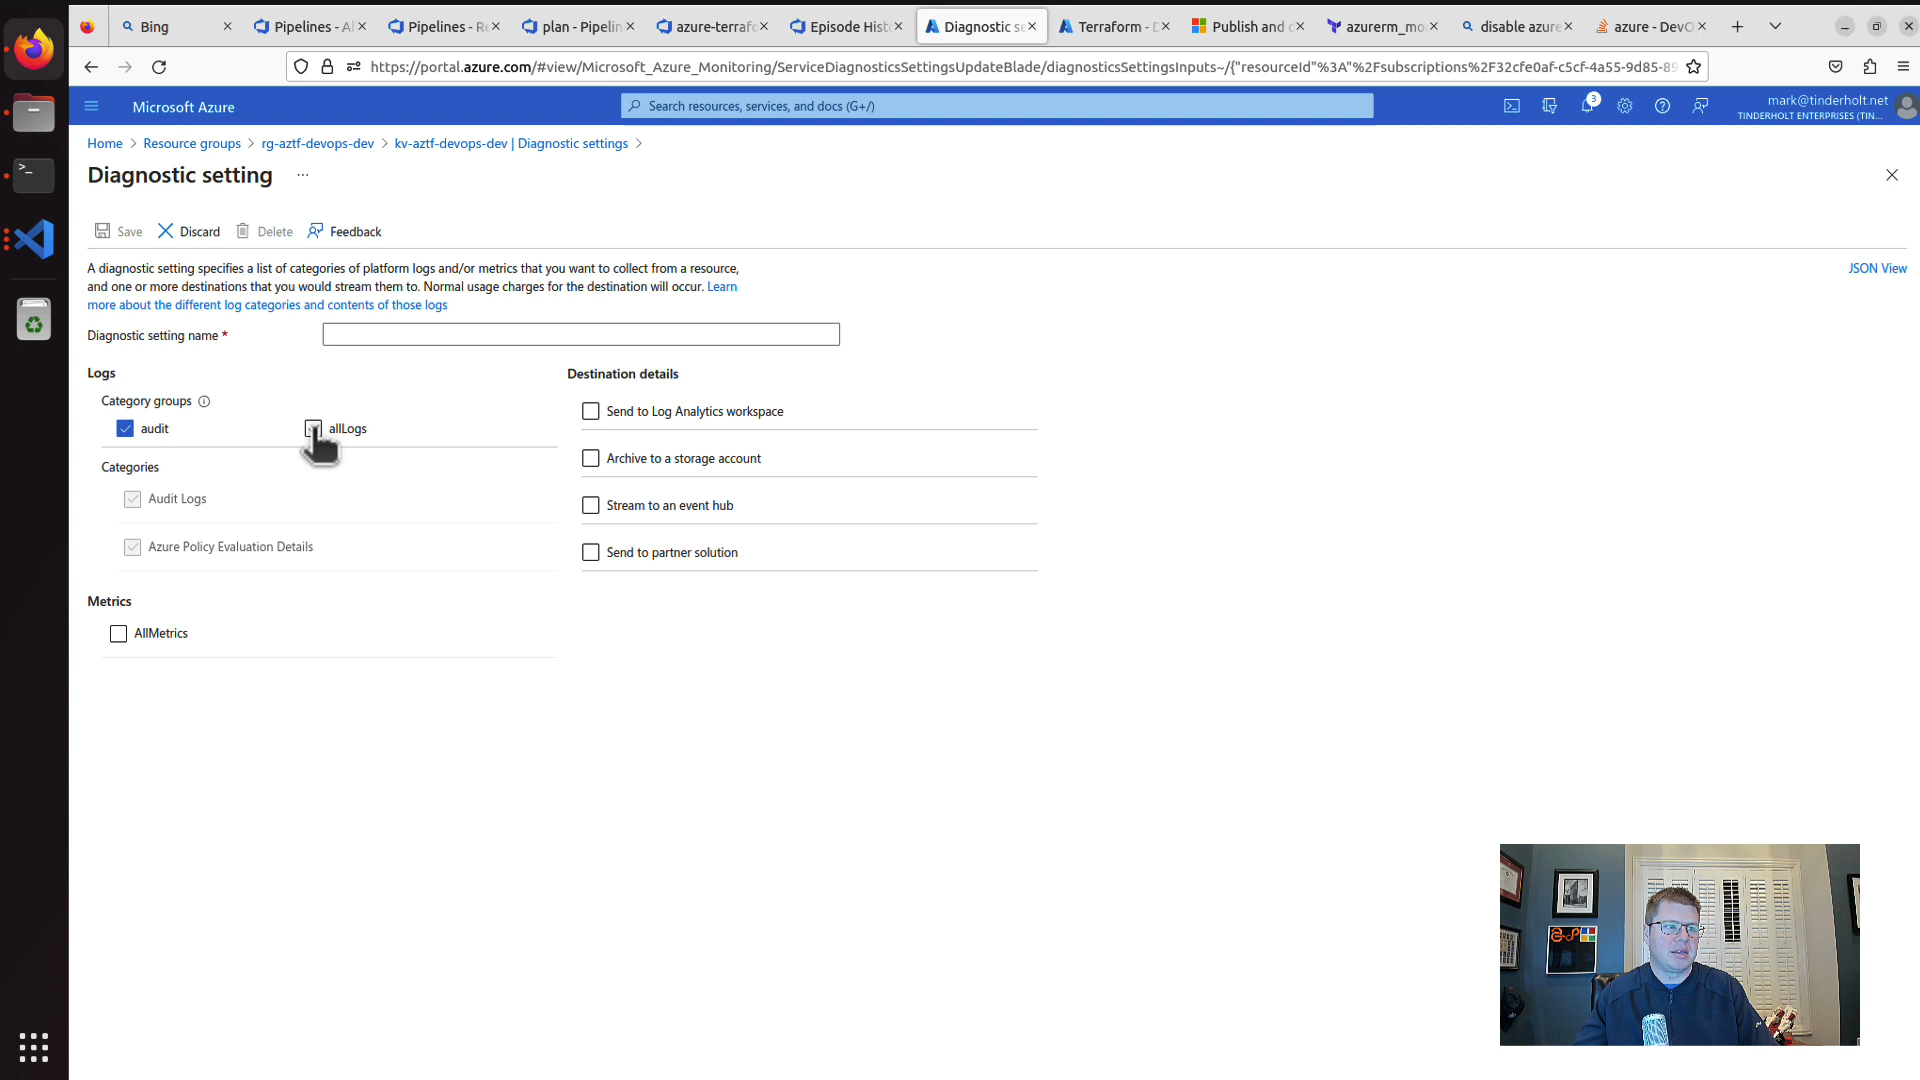 Bing
Pipelines - Al
Pipelines - Re
plan - Pipelin
azure-terrafo
Episode Histo
Diagnostic se
Terraform - D
Publish and c
azurerm_mo
disable azure
azure - DevO
https://portal.azure.com/#view/Microsoft_Azure_Monitoring/ServiceDiagnosticsSettingsUpdateBlade/diagnosticsSettingsInputs~/{"resourceId"%3A"%2Fsubscriptions%2F32cfe0af-c5cf-4a55-9d85-89
Microsoft Azure
Search resources, services, and docs (G+/)
3
mark@tinderholt.net
TINDERHOLT ENTERPRISES (TIN...
Home > Resource groups > rg-aztf-devops-dev > kv-aztf-devops-dev | Diagnostic settings >
Diagnostic setting ...
Save Discard Delete Feedback
A diagnostic setting specifies a list of categories of platform logs and/or metrics that you want to collect from a resource,
and one or more destinations that you would stream them to. Normal usage charges for the destination will occur. Learn
more about the different log categories and contents of those logs
JSON View
Diagnostic setting name *
Logs
Category groups
audit
allLogs
Categories
Audit Logs
Azure Policy Evaluation Details
Metrics
AllMetrics
Destination details
Send to Log Analytics workspace
Archive to a storage account
Stream to an event hub
Send to partner solution